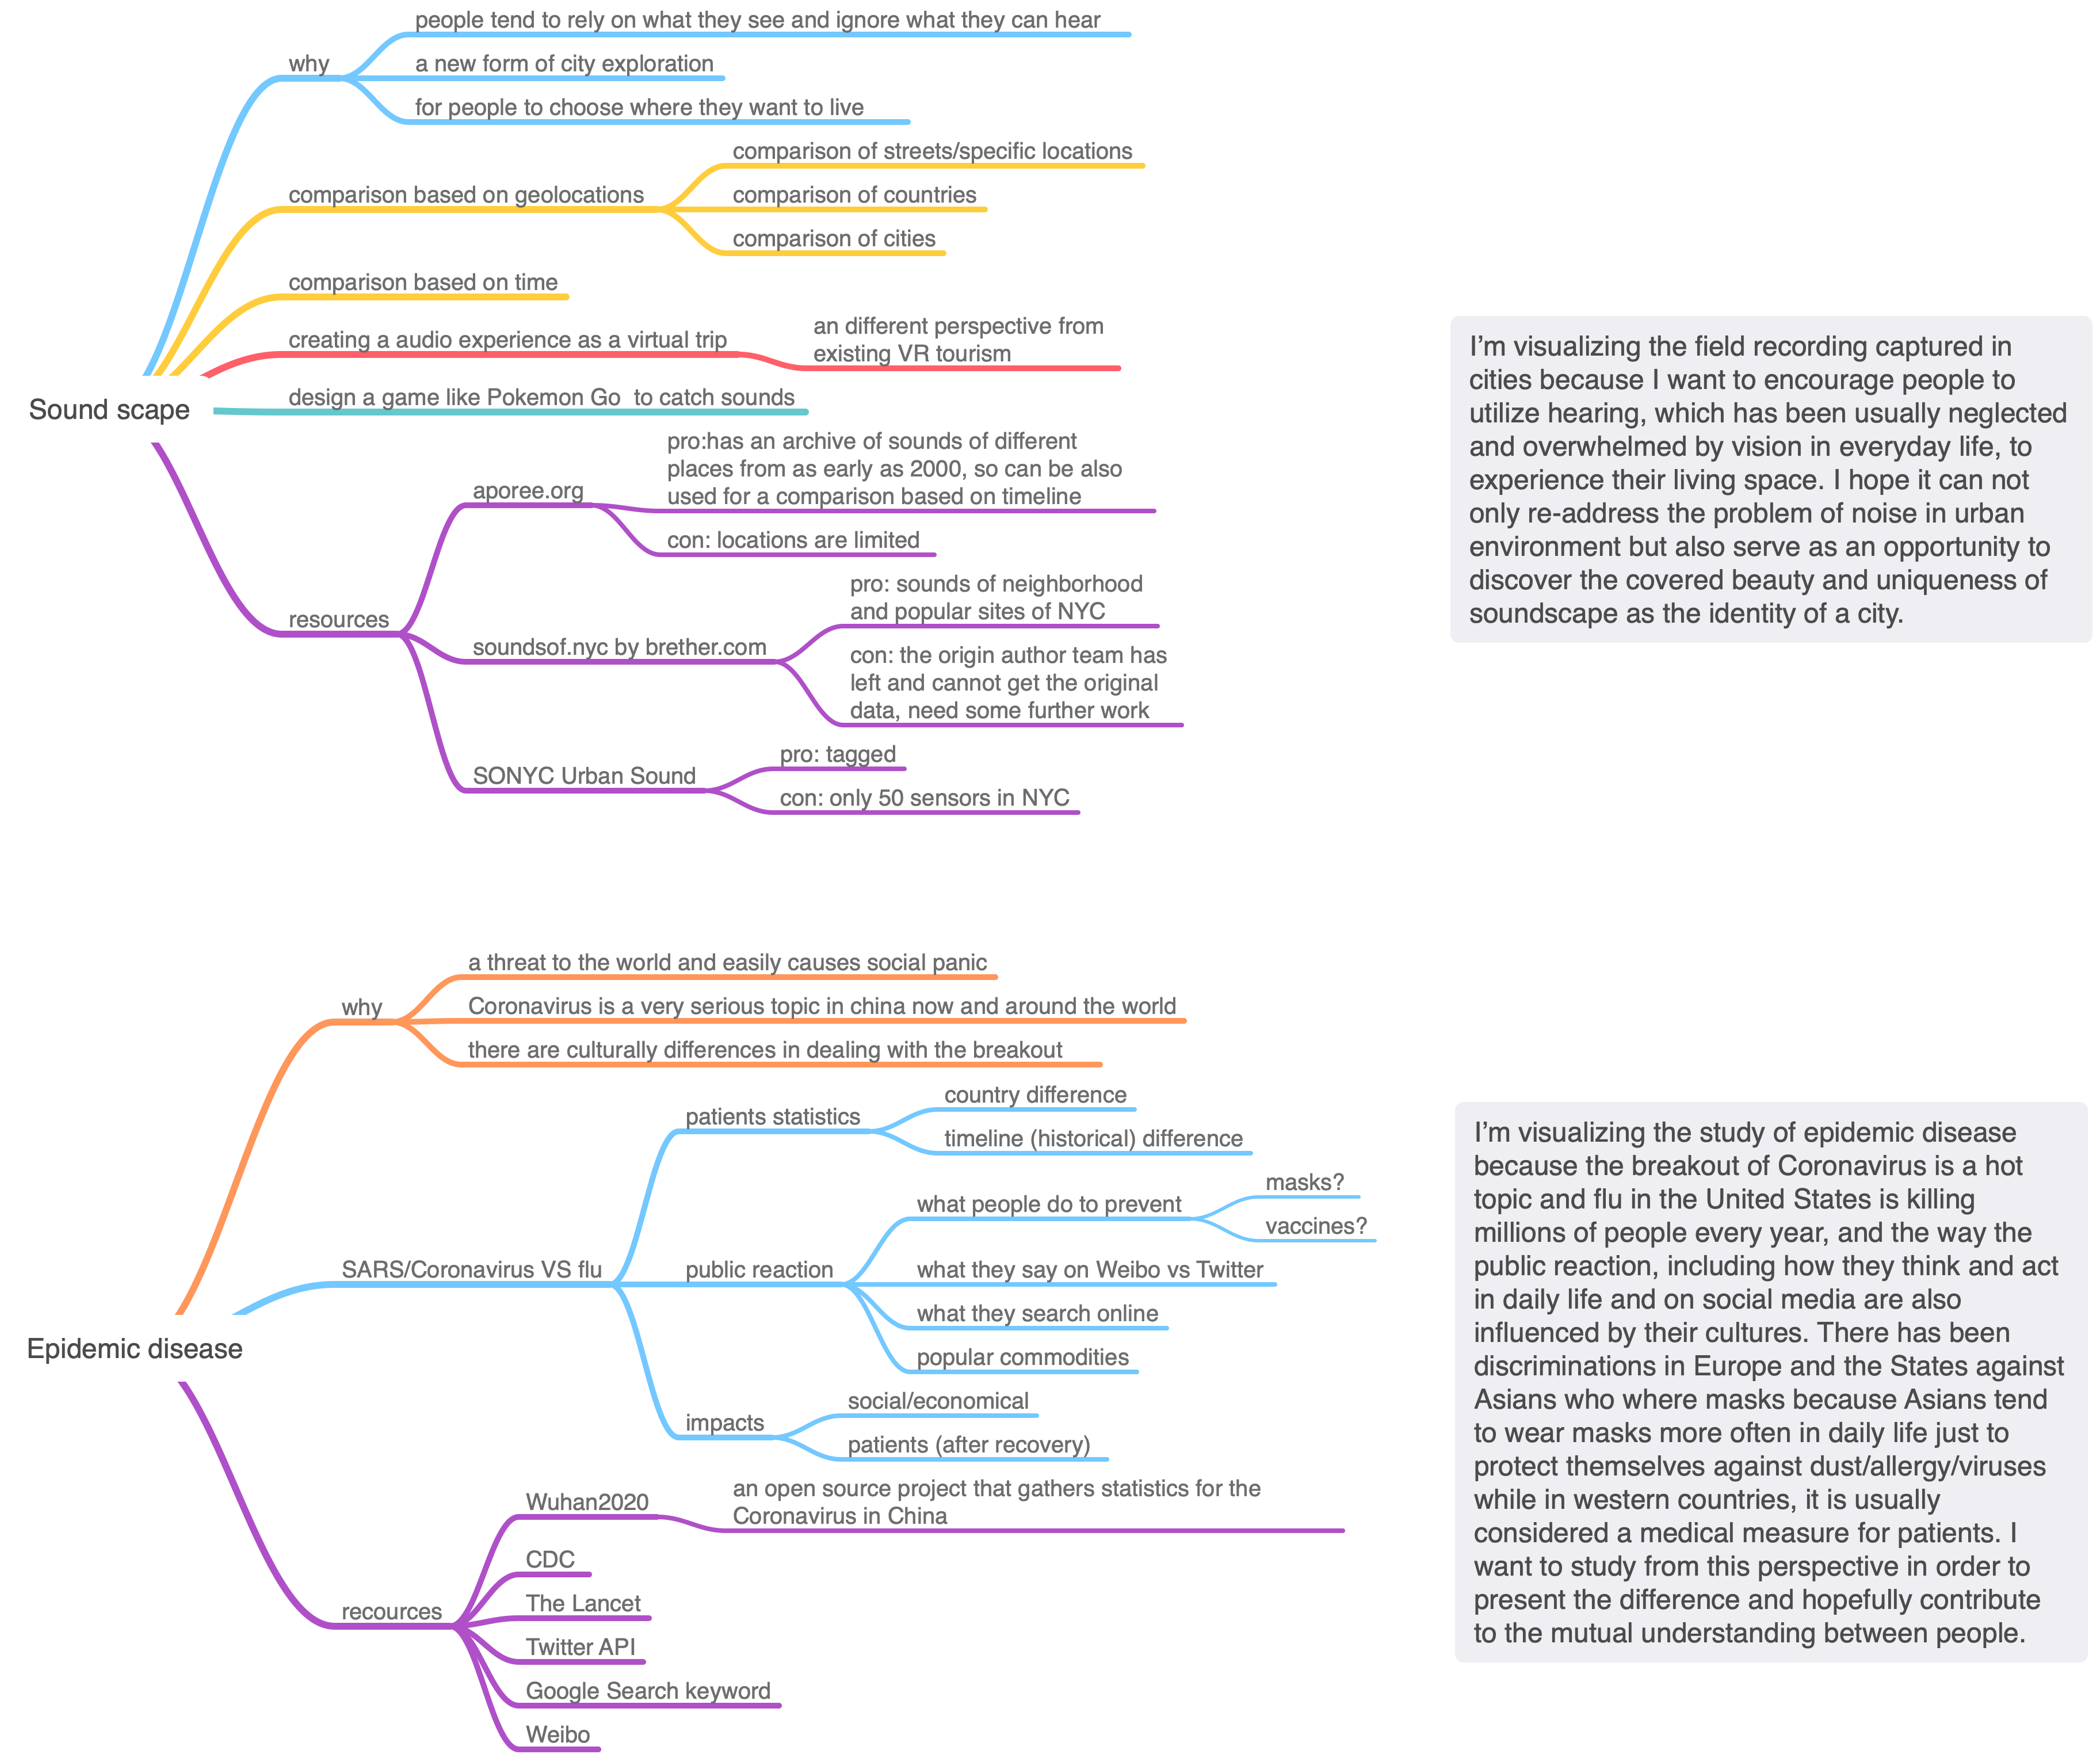 people tend to rely on what they see and ignore what they can hear
why
a new form of city exploration
for people to choose where they want to live
comparison of streets/specific locations
comparison based on geolocations
comparison of countries
comparison of cities
comparison based on time
creating a audio experience as a virtual trip
an different perspective from
existing VR tourism
Sound scape
design a game like Pokemon Go  to catch sounds
resources
aporee.org
pro:has an archive of sounds of different
places from as early as 2000, so can be also
used for a comparison based on timeline
con: locations are limited
soundsof.nyc by brether.com
pro: sounds of neighborhood
and popular sites of NYC
con: the origin author team has
left and cannot get the original
data, need some further work
SONYC Urban Sound
pro: tagged
con: only 50 sensors in NYC
I'm visualizing the field recording captured in
cities because I want to encourage people to
utilize hearing, which has been usually neglected
and overwhelmed by vision in everyday life, to
experience their living space. I hope it can not
only re-address the problem of noise in urban
environment but also serve as an opportunity to
discover the covered beauty and uniqueness of
soundscape as the identity of a city.
a threat to the world and easily causes social panic
why
Coronavirus is a very serious topic in china now and around the world
there are culturally differences in dealing with the breakout
country difference
patients statistics
timeline (historical) difference
masks?
what people do to prevent
vaccines?
SARS/Coronavirus VS flu
public reaction
what they say on Weibo vs Twitter
what they search online
popular commodities
Epidemic disease
social/economical
impacts
patients (after recovery)
Wuhan2020
an open source project that gathers statistics for the
Coronavirus in China
CDC
The Lancet
recources
Twitter API
Google Search keyword
Weibo
I'm visualizing the study of epidemic disease
because the breakout of Coronavirus is a hot
topic and flu in the United States is killing
millions of people every year, and the way the
public reaction, including how they think and act
in daily life and on social media are also
influenced by their cultures. There has been
discriminations in Europe and the States against
Asians who where masks because Asians tend
to wear masks more often in daily life just to
protect themselves against dust/allergy/viruses
while in western countries, it is usually
considered a medical measure for patients. I
want to study from this perspective in order to
present the difference and hopefully contribute
to the mutual understanding between people.